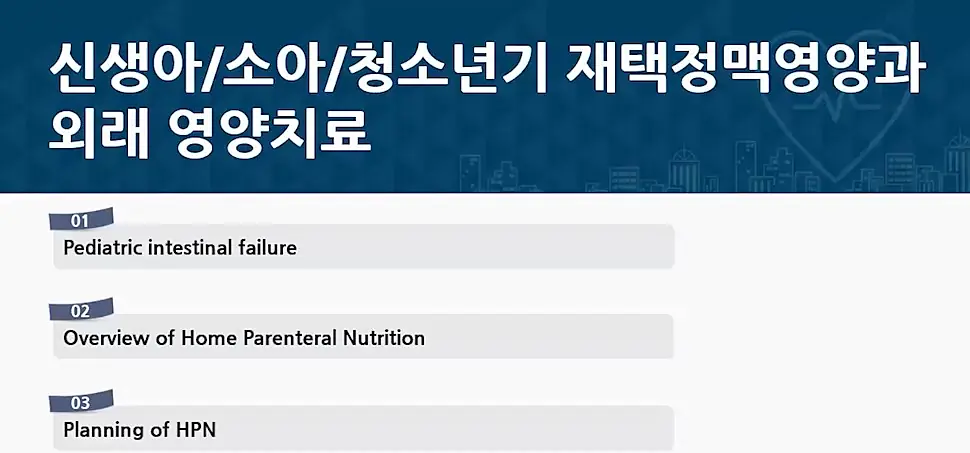 신생아/소아/청소년기 재택정맥영양과
외래 영양치료
01
Pediatric intestinal failure
02
Overview of Home Parenteral Nutrition
03
Planning of HPN